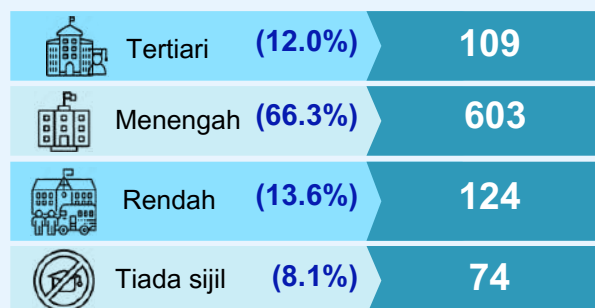 Tertiari (12.0%) 109
Menengah (66.3%) 603
Rendah (13.6%) 124
Tiada sijil (8.1%) 74